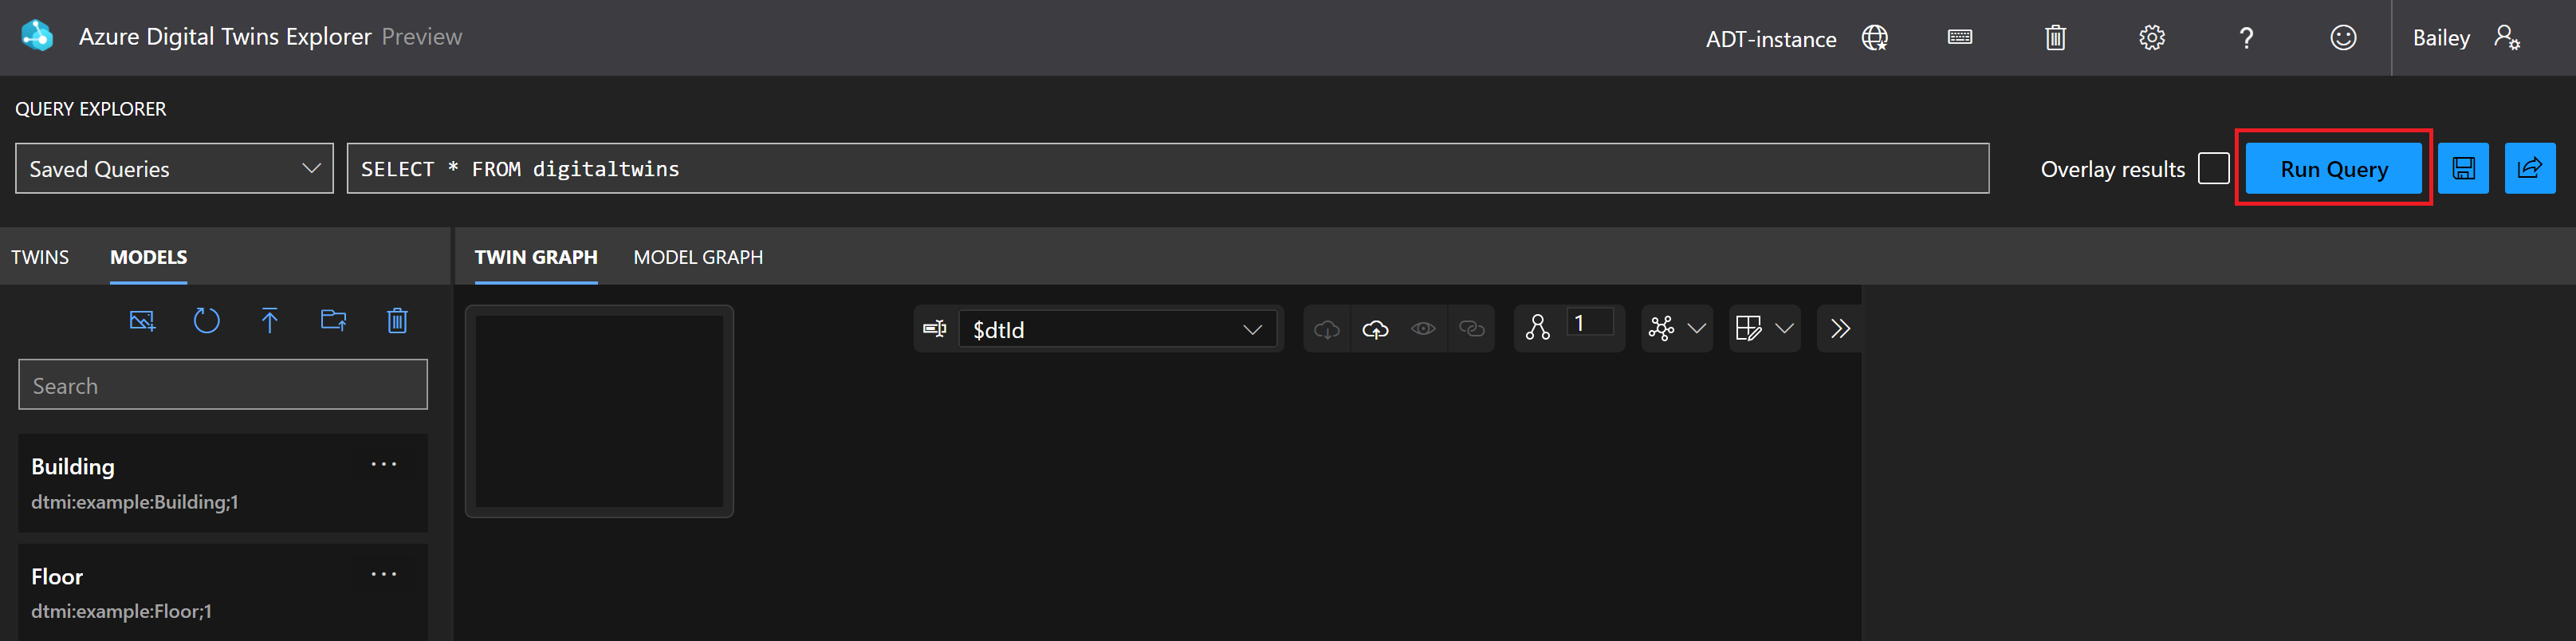 Azure Digital Twins Explorer Preview
ADT-instance
?
Bailey
QUERY EXPLORER
Saved Queries
SELECT * FROM digitaltwins
Overlay results
Run Query
TWINS
MODELS
TWIN GRAPH
MODEL GRAPH
$dtId
1
Search
Building
...
dtmi:example:Building;1
Floor
...
dtmi:example:Floor;1